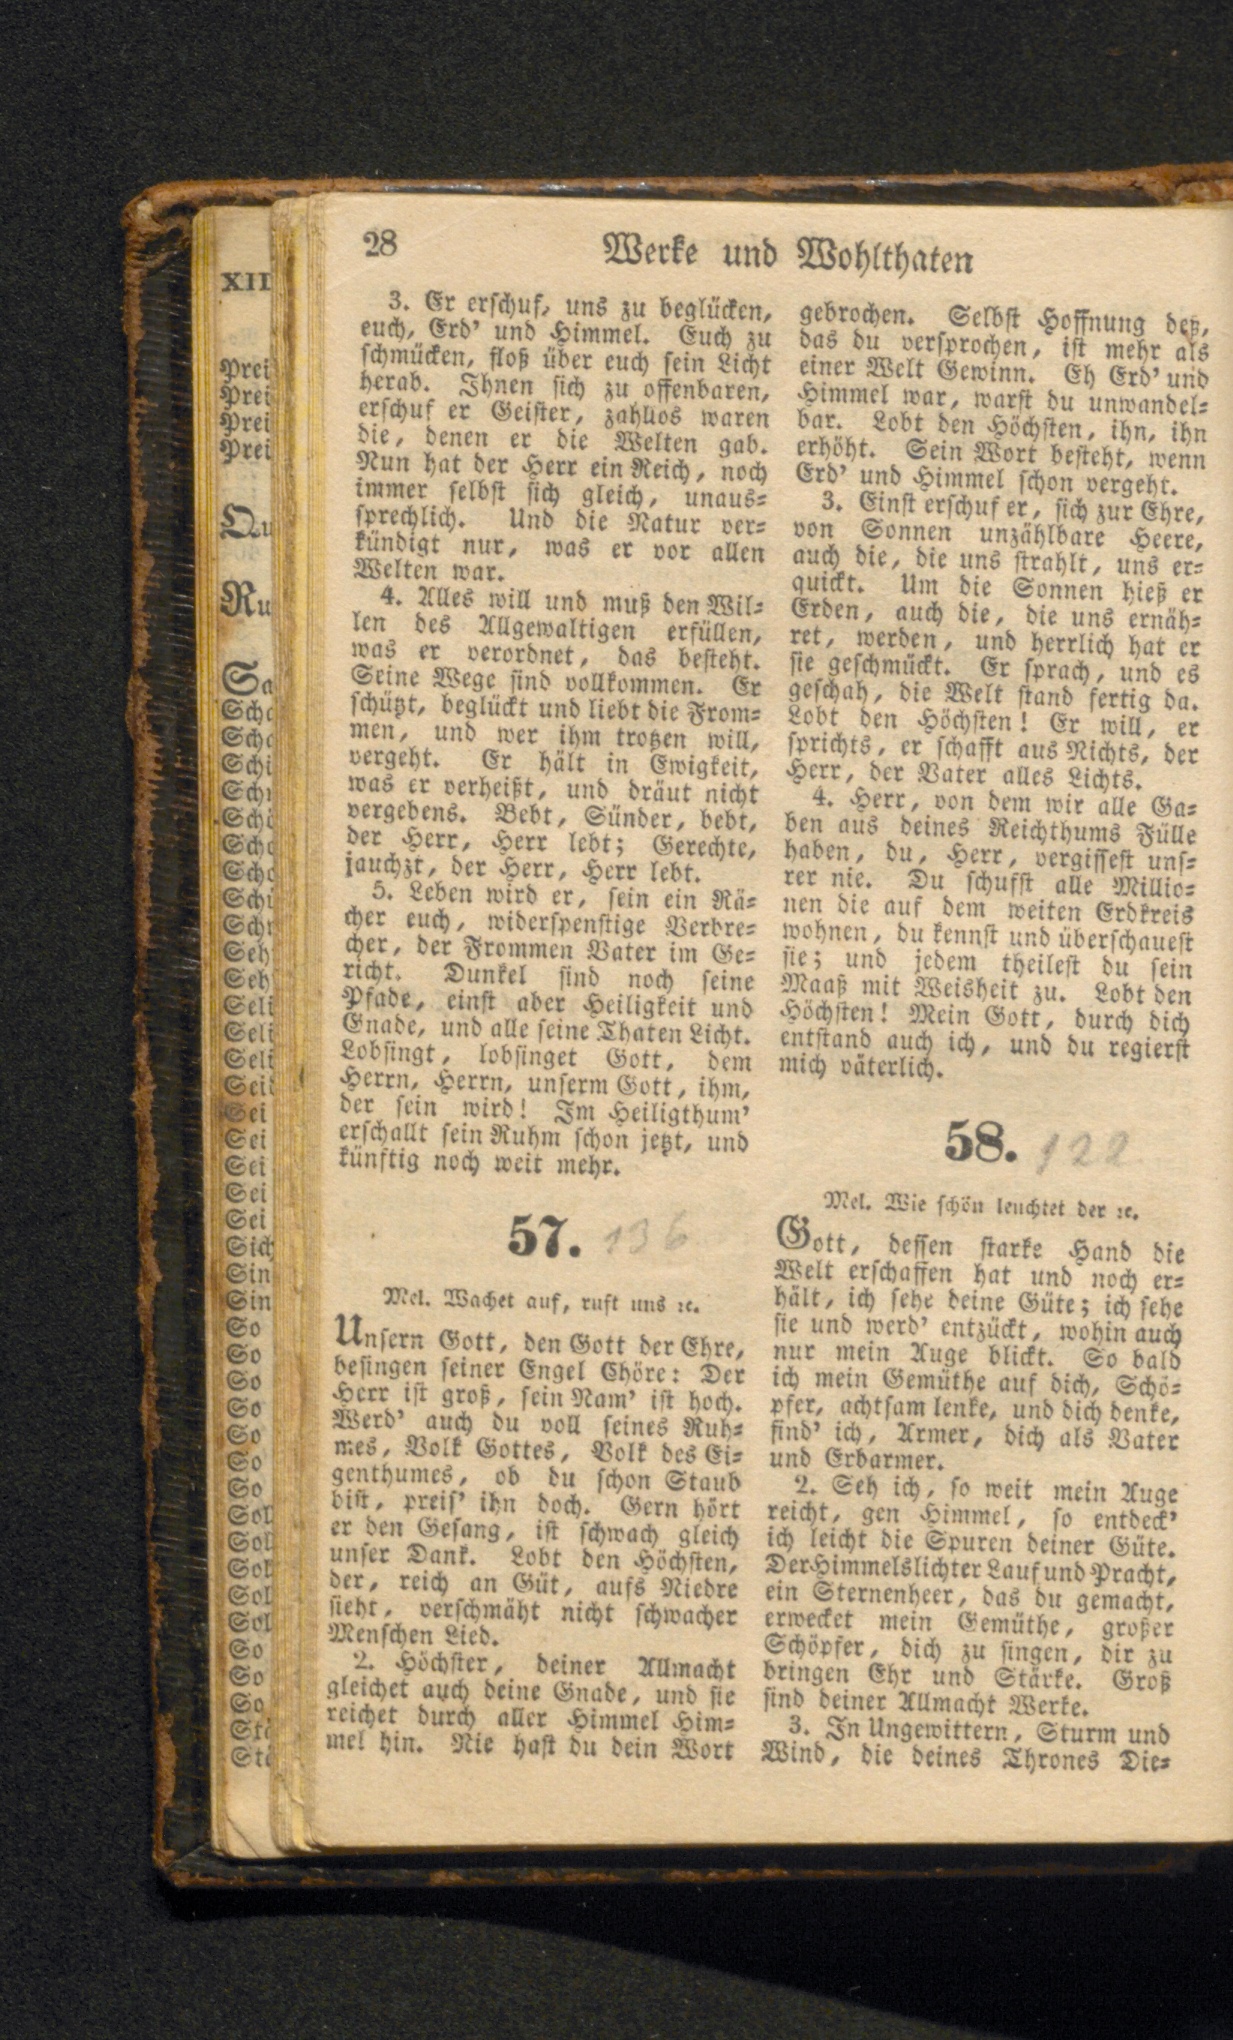 28
Werke und Wohlthaten
3. Er erschuf, uns zu beglücken,
euch, Erd' und Himmel. Euch zu
schmücken, floß über euch sein Licht
herab. Ihnen sich zu offenbaren,
erschuf er Geister, zahllos waren
die, denen er die Welten gab.
Nun hat der Herr ein Reich, noch
immer selbst sich gleich, unaus-
sprechlich. Und die Natur ver-
kündigt nur, was er vor allen
Welten war.
4. Alles will und muß den Wil-
len des Allgewaltigen erfüllen,
was er verordnet, das besteht.
Seine Wege sind vollkommen. Er
schützt, beglückt und liebt die From-
men, und wer ihm trotzen will,
vergeht. Er hält in Ewigkeit,
was er verheißt, und dräut nicht
vergebens. Bebt, Sünder, bebt,
der Herr, Herr lebt; Gerechte,
jauchzt, der Herr, Herr lebt.
5. Leben wird er, sein ein Rä-
cher euch, widerspenstige Verbre-
cher, der Frommen Vater im Ge-
richt. Dunkel sind noch seine
Pfade, einst aber Heiligkeit und
Gnade, und alle seine Thaten Licht.
Lobsingt, lobsinget Gott, dem
Herrn, Herrn, unserm Gott, ihm,
der sein wird! Im Heiligthum'
erschallt sein Ruhm schon jetzt, und
künftig noch weit mehr.
57. 136
Mel. Wachet auf, ruft uns ꝛc.
Unsern Gott, den Gott der Ehre,
besingen seiner Engel Chöre: Der
Herr ist groß, sein Nam' ist hoch.
Werd' auch du voll seines Ruh-
mes, Volk Gottes, Volk des Ei-
genthumes, ob du schon Staub
bist, preis' ihn doch. Gern hört
er den Gesang, ist schwach gleich
unser Dank. Lobt den Höchsten,
der, reich an Güt, aufs Niedre
sieht, verschmäht nicht schwacher
Menschen Lied.
2. Höchster, deiner Allmacht
gleichet auch deine Gnade, und sie
reichet durch aller Himmel Him-
mel hin. Nie hast du dein Wort
gebrochen. Selbst Hoffnung deß,
das du versprochen, ist mehr als
einer Welt Gewinn. Eh Erd' und
Himmel war, warst du unwandel-
bar. Lobt den Höchsten, ihn, ihn
erhöht. Sein Wort besteht, wenn
Erd' und Himmel schon vergeht.
3. Einst erschuf er, sich zur Ehre,
von Sonnen unzählbare Heere,
auch die, die uns strahlt, uns er-
quickt. Um die Sonnen hieß er
Erden, auch die, die uns ernäh-
ret, werden, und herrlich hat er
sie geschmückt. Er sprach, und es
geschah, die Welt stand fertig da.
Lobt den Höchsten! Er will, er
sprichts, er schafft aus Nichts, der
Herr, der Vater alles Lichts.
4. Herr, von dem wir alle Ga-
ben aus deines Reichthums Fülle
haben, du, Herr, vergissest uns-
rer nie. Du schufst alle Millio-
nen die auf dem weiten Erdkreis
wohnen, du kennst und überschauest
sie; und jedem theilest du sein
Maaß mit Weisheit zu. Lobt den
Höchsten! Mein Gott, durch dich
entstand auch ich, und du regierst
mich väterlich.
58. 122
Mel. Wie schön leuchtet der ꝛc.
Gott, dessen starke Hand die
Welt erschaffen hat und noch er-
hält, ich sehe deine Güte; ich sehe
sie und werd' entzückt, wohin auch
nur mein Auge blickt. So bald
ich mein Gemüthe auf dich, Schö-
pfer, achtsam lenke, und dich denke,
find' ich, Armer, dich als Vater
und Erbarmer.
2. Seh ich, so weit mein Auge
reicht, gen Himmel, so entdeck'
ich leicht die Spuren deiner Güte.
Der Himmelslichter Lauf und Pracht,
ein Sternenheer, das du gemacht,
erwecket mein Gemüthe, großer
Schöpfer, dich zu singen, dir zu
bringen Ehr und Stärke. Groß
sind deiner Allmacht Werke.
3. In Ungewittern, Sturm und
Wind, die deines Thrones Die-